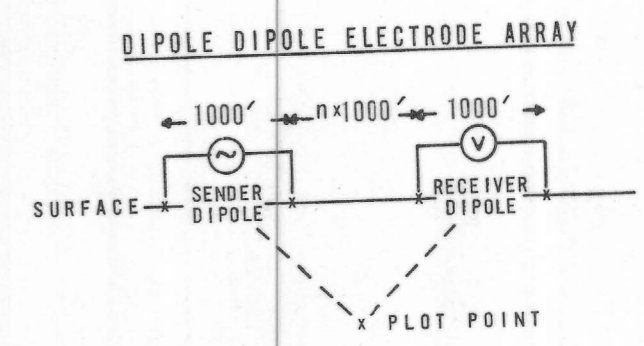 DIPOLE DIPOLE ELECTRODE ARRAY
1000′ n×1000′ 1000′
~ V
SURFACE x SENDER x x RECEIVER x
DIPOLE DIPOLE
x PLOT POINT